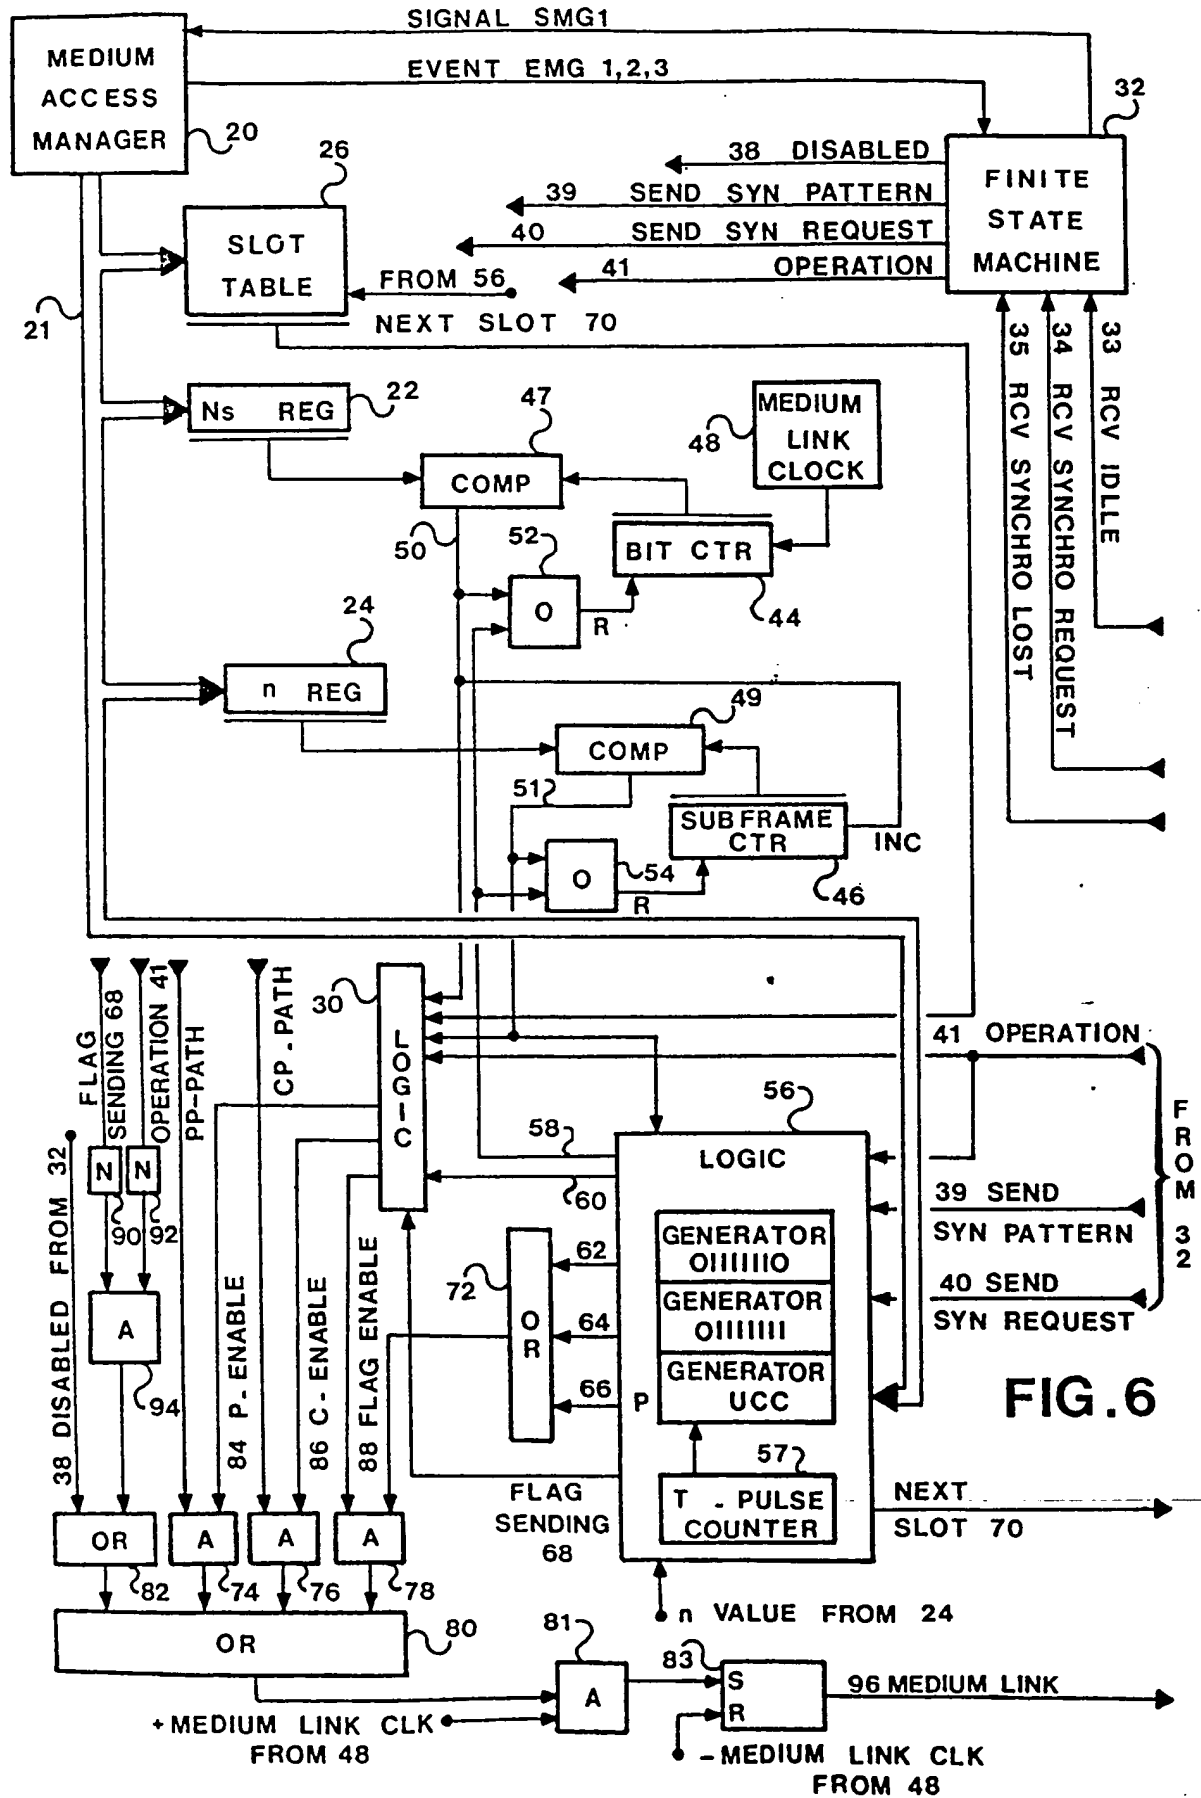 SIGNAL SMG1
MEDIUM
ACCESS
MANAGER
20
EVENT EMG 1,2,3
32
26
38 DISABLED
39 SEND SYN PATTERN
40 SEND SYN REQUEST
41 OPERATION
FINITE
STATE
MACHINE
SLOT
TABLE
FROM 56
21
NEXT SLOT 70
35 RCV SYNCHRO LOST
34 RCV SYNCHRO REQUEST
33 RCV IDLLE
Ns REG
22
47
48
MEDIUM
LINK
CLOCK
COMP
50
52
BIT CTR
O
R
44
24
n REG
49
COMP
51
SUBFRAME
CTR
INC
O
54
R
46
FLAG
SENDING 68
OPERATION 41
PP-PATH
CP-PATH
30
LOGIC
41 OPERATION
FROM 32
56
58
LOGIC
60
39 SEND
SYN PATTERN
N
N
90
92
38 DISABLED FROM 32
84 P-ENABLE
86 C-ENABLE
88 FLAG ENABLE
72
OR
62
64
66
P
GENERATOR
01111110
GENERATOR
01111111
GENERATOR
UCC
40 SEND
SYN REQUEST
A
94
FIG.6
57
T - PULSE
COUNTER
FLAG
SENDING
68
NEXT
SLOT 70
OR
A
A
A
82
74
76
78
n VALUE FROM 24
OR
80
81
A
83
S
R
96 MEDIUM LINK
+MEDIUM LINK CLK
FROM 48
-MEDIUM LINK CLK
FROM 48